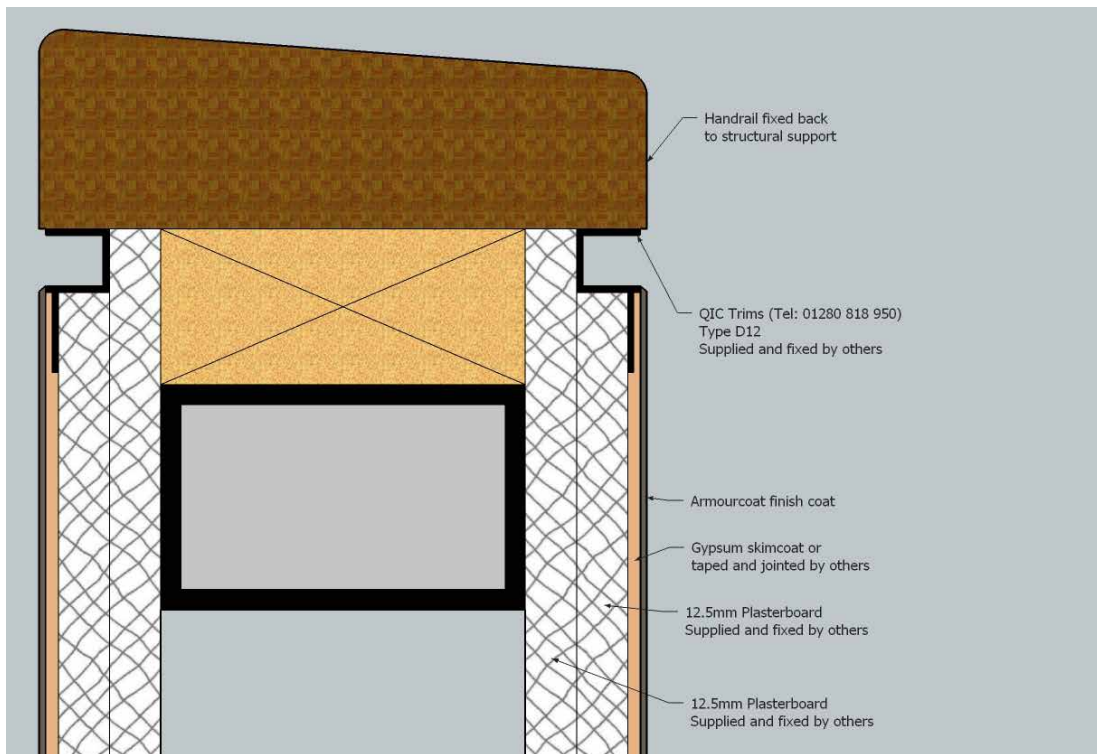 Handrail fixed back
to structural support
QIC Trims (Tel: 01280 818 950)
Type D12
Supplied and fixed by others
Armourcoat finish coat
Gypsum skimcoat or
taped and jointed by others
12.5mm Plasterboard
Supplied and fixed by others
12.5mm Plasterboard
Supplied and fixed by others